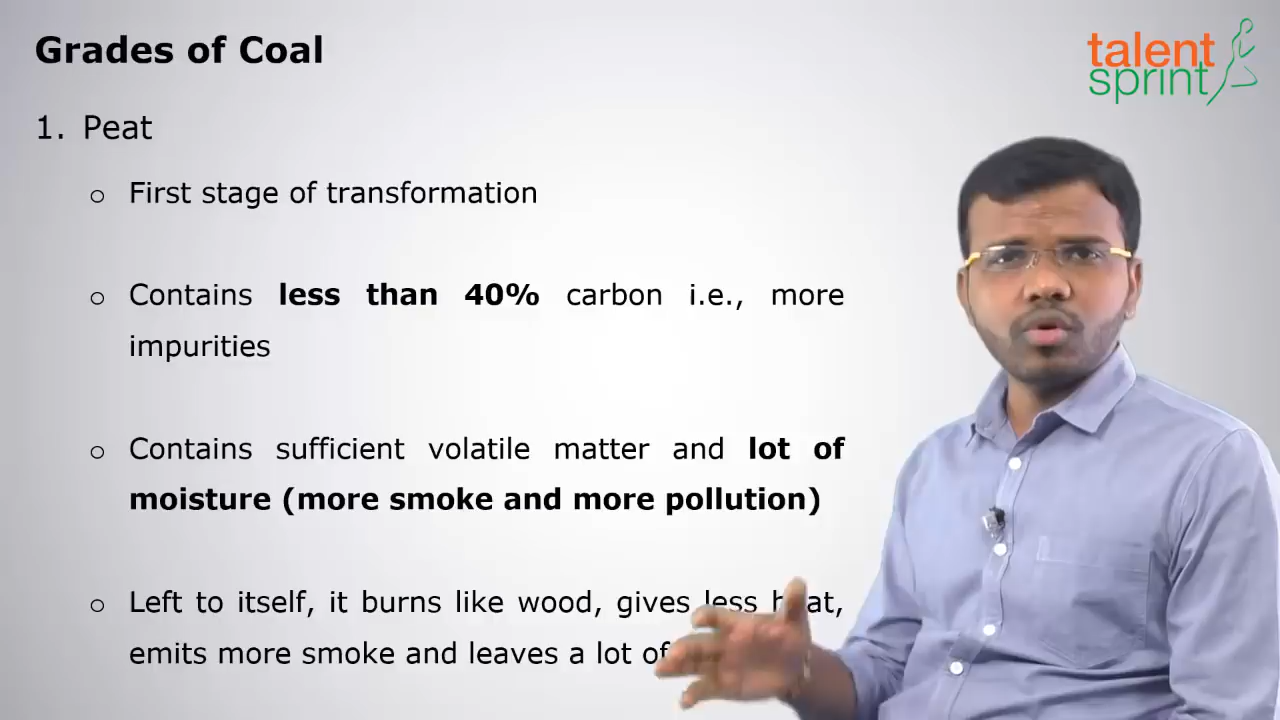 Grades of Coal
talent
sprint
1. Peat
o First stage of transformation
o Contains less than 40% carbon i.e., more
impurities
o Contains sufficient volatile matter and lot of
moisture (more smoke and more pollution)
o Left to itself, it burns like wood, gives less heat,
emits more smoke and leaves a lot of